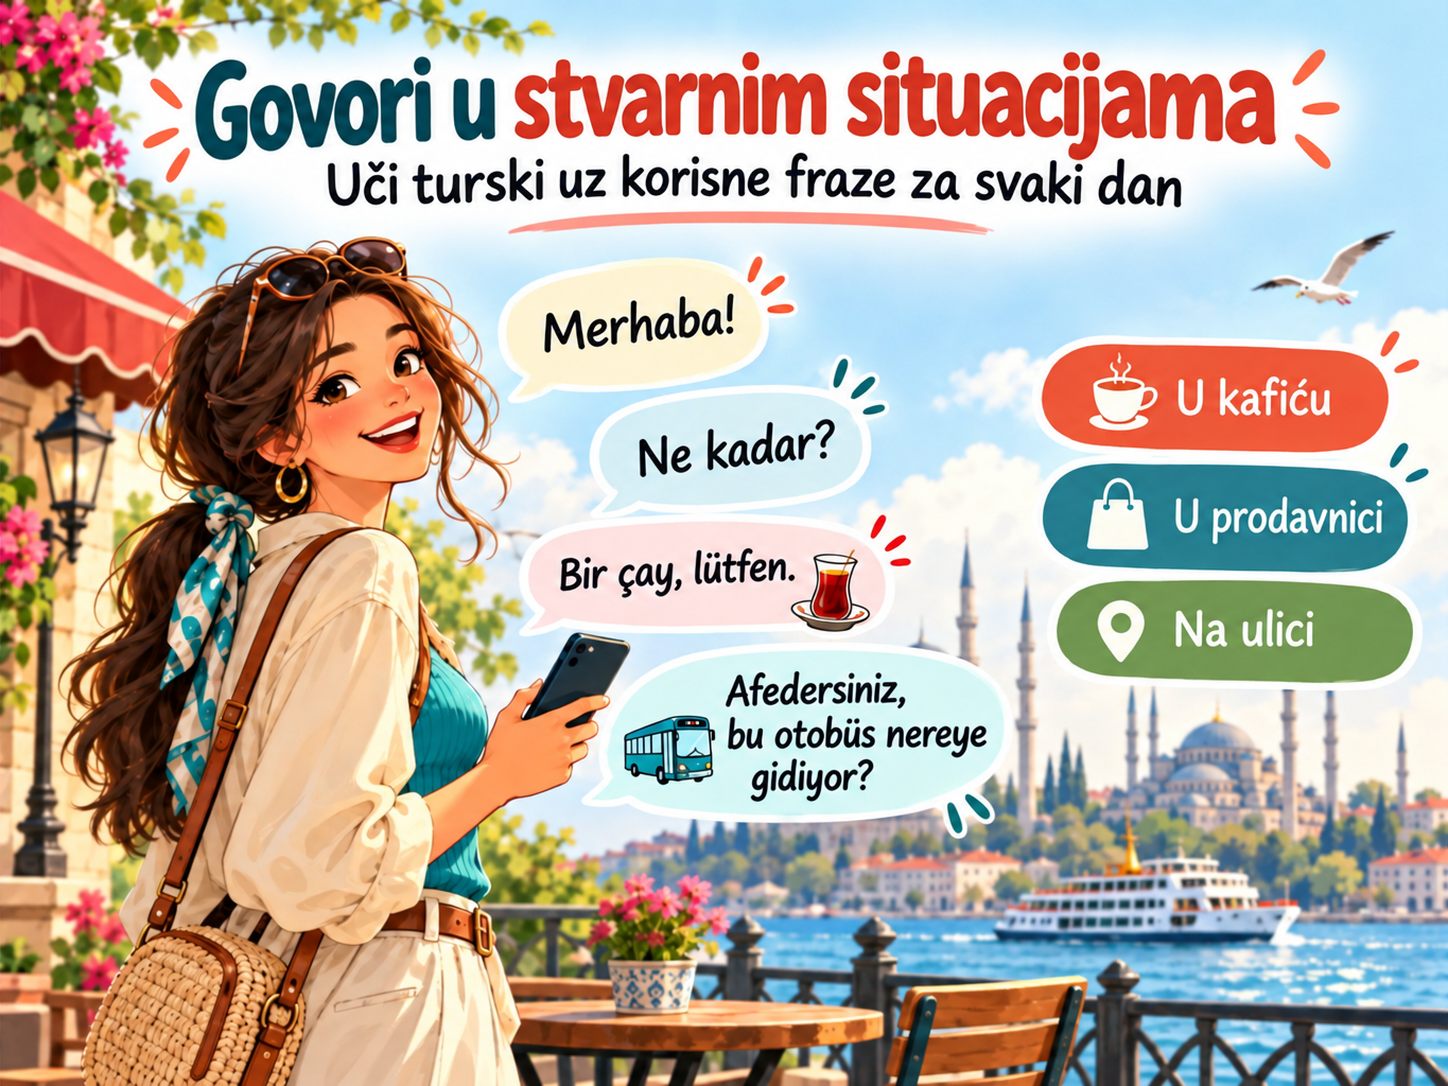 Govori u stvarnim situacijama
Uči turski uz korisne fraze za svaki dan
Merhaba!
Ne kadar?
Bir çay, lütfen.
Afedersiniz,
bu otobüs nereye
gidiyor?
U kafiću
U prodavnici
Na ulici